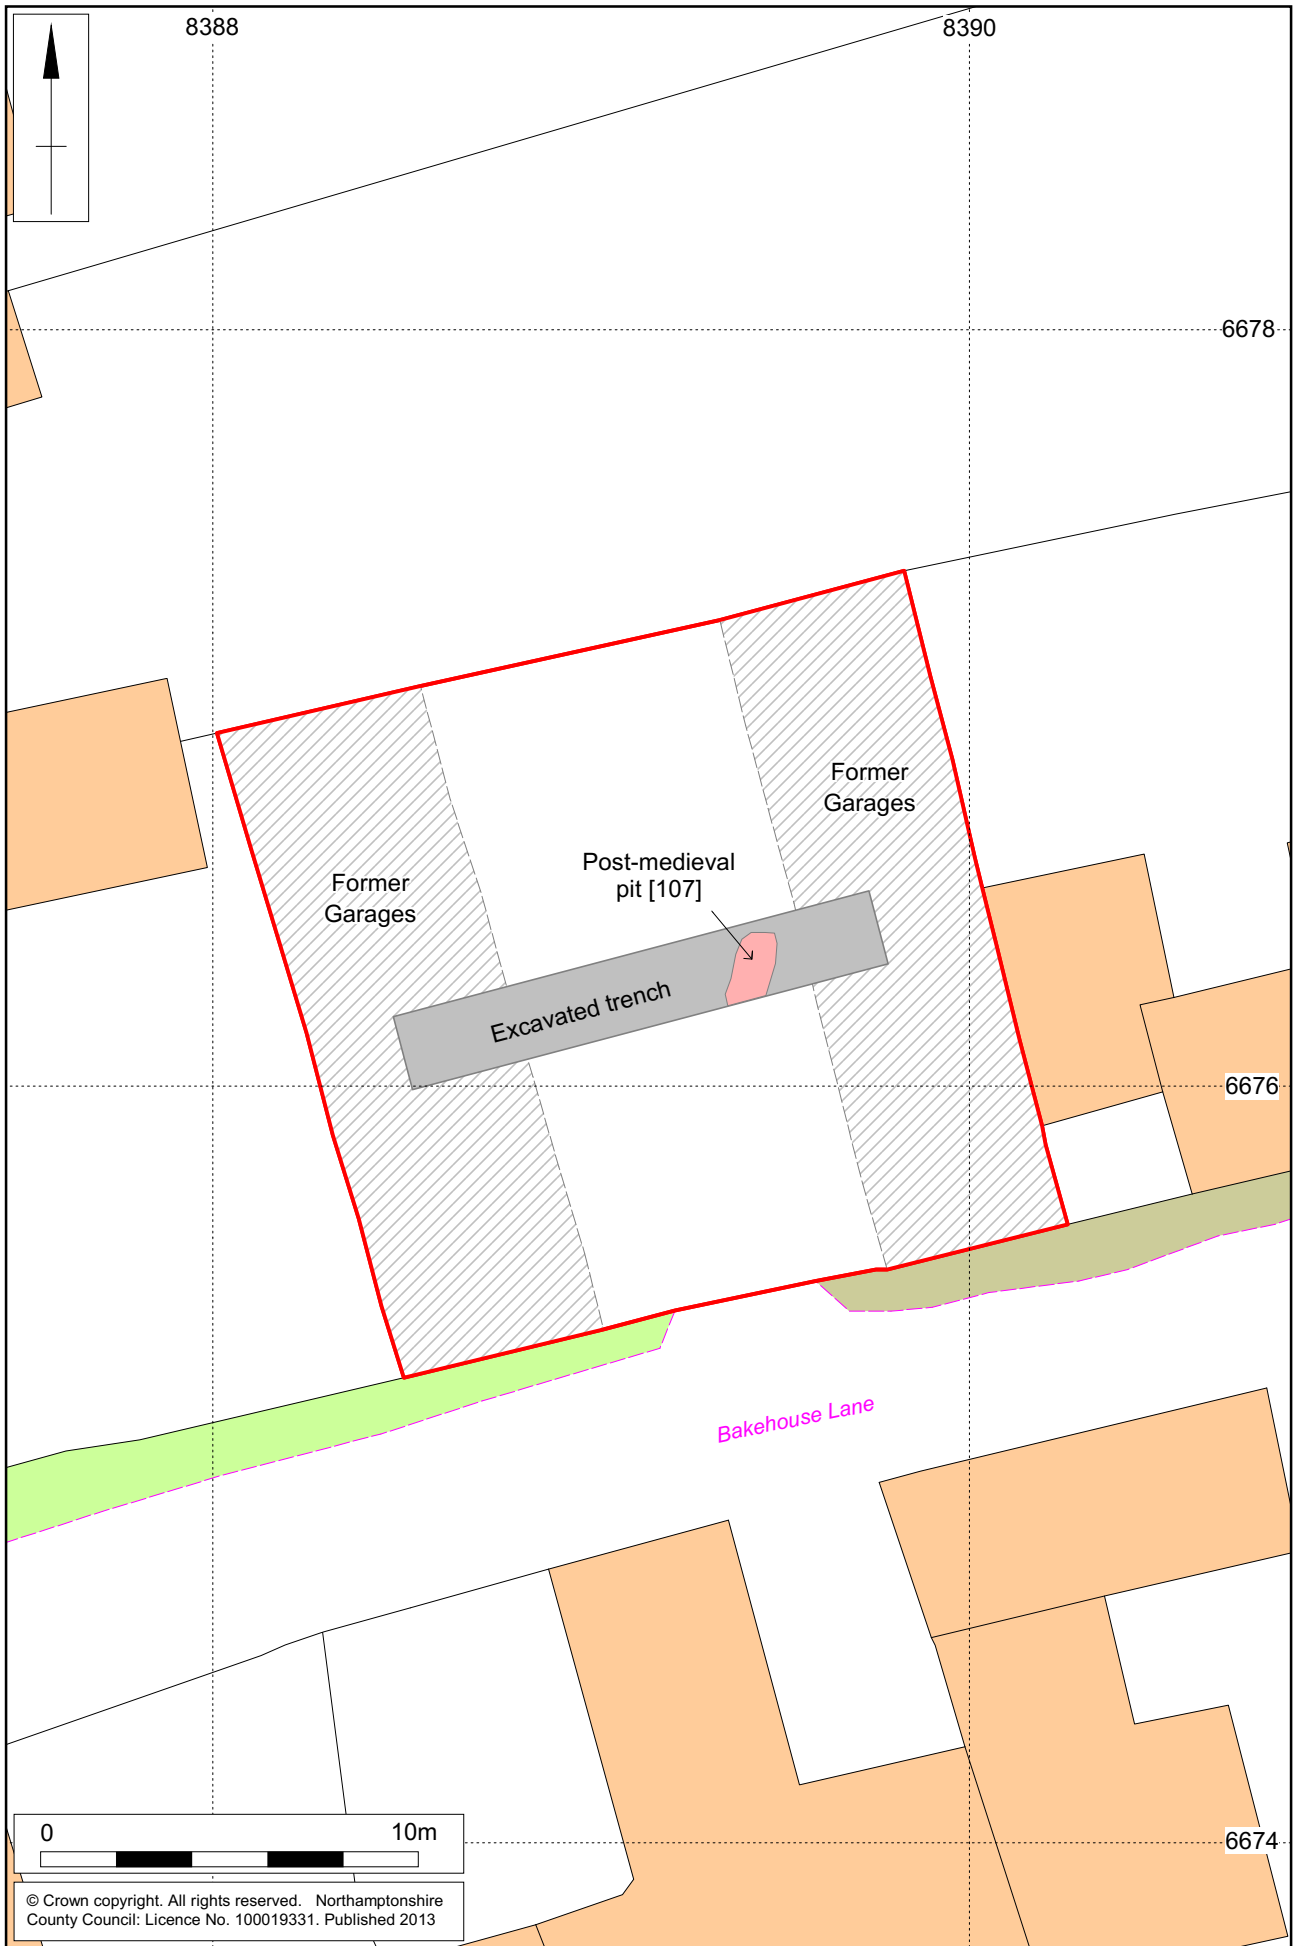 8388
8390
6678
Former
Garages
Post-medieval
pit [107]
Former
Garages
Excavated trench
6676
Bakehouse Lane
0
10m
6674
© Crown copyright. All rights reserved. Northamptonshire
County Council: Licence No. 100019331. Published 2013